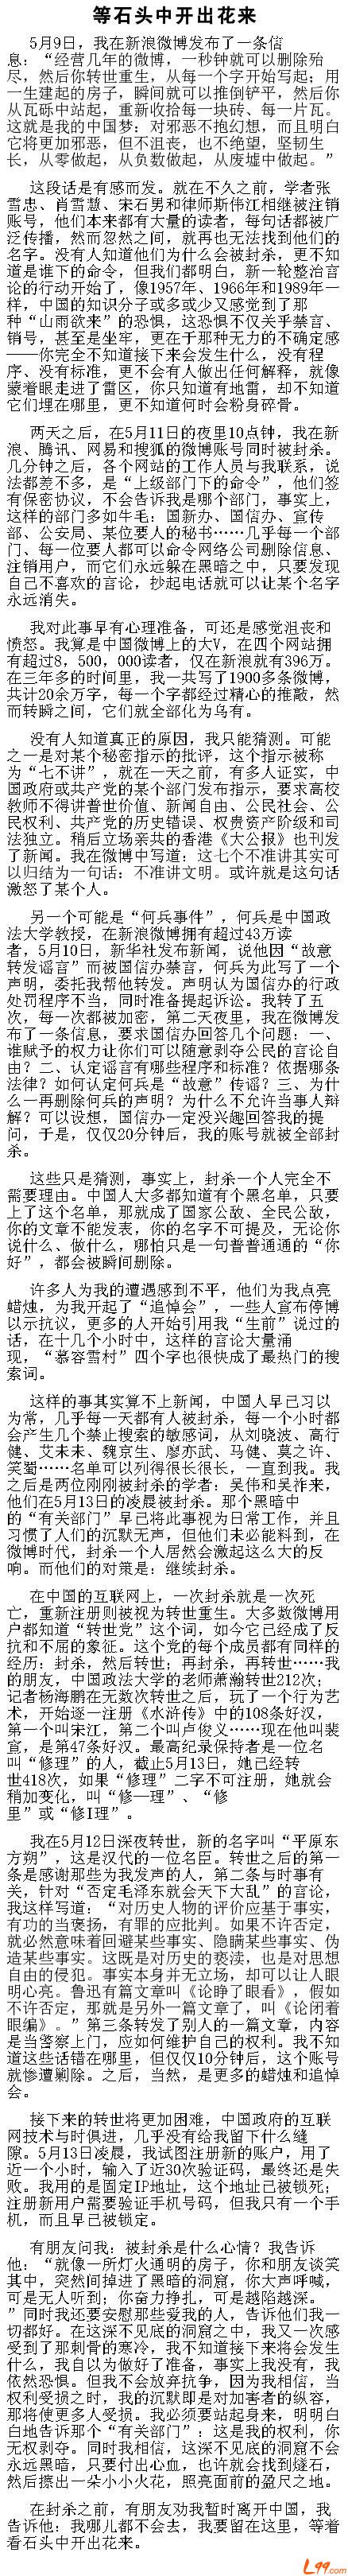 等石头中开出花来
5月9日，我在新浪微博发布了一条信
息：“经营几年的微博，一秒钟就可以删除殆
尽，然后你转世重生，从每一个字开始写起；用
一生建起的房子，瞬间就可以推倒铲平，然后你
从瓦砾中站起，重新收拾每一块砖、每一片瓦。
这就是我的中国梦：对邪恶不抱幻想，而且明白
它将更加邪恶，但不沮丧，也不绝望，坚韧生
长，从零做起，从负数做起，从废墟中做起。”
这段话是有感而发。就在不久之前，学者张
雪忠、肖雪慧、宋石男和律师斯伟江相继被注销
账号，他们本来都有大量的读者，每句话都被广
泛传播，然而忽然之间，就再也无法找到他们的
名字。没有人知道他们为什么会被封杀，更不知
道是谁下的命令，但我们都明白，新一轮整治言
论的行动开始了，像1957年、1966年和1989年一
样，中国的知识分子或多或少又感觉到了那
种“山雨欲来”的恐惧，这恐惧不仅关乎禁言、
销号，甚至是坐牢，更在于那种无力的不确定感
——你完全不知道接下来会发生什么，没有程
序、没有标准，更不会有人做出任何解释，就像
蒙着眼走进了雷区，你只知道有地雷，却不知道
它们埋在哪里，更不知道何时会粉身碎骨。
两天之后，在5月11日的夜里10点钟，我在新
浪、腾讯、网易和搜狐的微博账号同时被封杀。
几分钟之后，各个网站的工作人员与我联系，说
法都差不多，是“上级部门下的命令”，他们签
有保密协议，不会告诉我是哪个部门，事实上，
这样的部门多如牛毛：国新办、国信办、宣传
部、公安局、某位要人的秘书……几乎每一个部
门、每一位要人都可以命令网络公司删除信息、
注销用户，而它们永远躲在黑暗之中，只要发现
自己不喜欢的言论，抄起电话就可以让某个名字
永远消失。
我对此事早有心理准备，可还是感觉沮丧和
愤怒。我算是中国微博上的大V，在四个网站拥
有超过8，500，000读者，仅在新浪就有396万。
在三年多的时间里，我一共写了1900多条微博，
共计20余万字，每一个字都经过精心的推敲，然
而转瞬之间，它们就全部化为乌有。
没有人知道真正的原因，我只能猜测。可能
之一是对某个秘密指示的批评，这个指示被称
为“七不讲”，就在一天之前，有多人证实，中
国政府或共产党的某个部门发布指示，要求高校
教师不得讲普世价值、新闻自由、公民社会、公
民权利、共产党的历史错误、权贵资产阶级和司
法独立。稍后立场亲共的香港《大公报》也刊发
了新闻。我在微博中写道：这七个不准讲其实可
以归结为一句话：不准讲文明。或许就是这句话
激怒了某个人。
另一个可能是“何兵事件”，何兵是中国政
法大学教授，在新浪微博拥有超过43万读
者，5月10日，新华社发布新闻，说他因“故意
转发谣言”而被国信办禁言，何兵为此写了一个
声明，委托我帮他转发。声明认为国信办的行政
处罚程序不当，同时准备提起诉讼。我转了五
次，每一次都被加密，第二天夜里，我在微博发
布了一条信息，要求国信办回答几个问题：一、
谁赋予的权力让你们可以随意剥夺公民的言论自
由？二、认定谣言有哪些程序和标准？依据哪条
法律？如何认定何兵是“故意”传谣？三、为什
么一再删除何兵的声明？为什么不允许当事人辩
解？可以设想，国信办一定没兴趣回答我的提
问，于是，仅仅20分钟后，我的账号就被全部封
杀。
这些只是猜测，事实上，封杀一个人完全不
需要理由。中国人大多都知道有个黑名单，只要
上了这个名单，那就成了国家公敌、全民公敌，
你的文章不能发表，你的名字不可提及，无论你
说什么、做什么，哪怕只是一句普普通通的“你
好”，都会被瞬间删除。
许多人为我的遭遇感到不平，他们为我点亮
蜡烛，为我开起了“追悼会”，一些人宣布停博
以示抗议，更多的人开始引用我“生前”说过的
话，在十几个小时中，这样的言论大量涌
现，“慕容雪村”四个字也很快成了最热门的搜
索词。
这样的事其实算不上新闻，中国人早已习以
为常，几乎每一天都有人被封杀，每一个小时都
会产生几个禁止搜索的敏感词，从刘晓波、高行
健、艾未未、魏京生、廖亦武、马健、莫之许、
笑蜀……名单可以列得很长很长，一直到我。我
之后是两位刚刚被封杀的学者：吴伟和吴祚来，
他们在5月13日的凌晨被封杀。那个黑暗中
的“有关部门”早已将此事视为日常工作，并且
习惯了人们的沉默无声，但他们未必能料到，在
微博时代，封杀一个人居然会激起这么大的反
响。而他们的对策是：继续封杀。
在中国的互联网上，一次封杀就是一次死
亡，重新注册则被视为转世重生。大多数微博用
户都知道“转世党”这个词，如今它已经成了反
抗和不屈的象征。这个党的每个成员都有同样的
经历：封杀，然后转世；再封杀，再转世……我
的朋友，中国政法大学的老师萧瀚转世212次；
记者杨海鹏在无数次转世之后，玩了一个行为艺
术，开始逐一注册《水浒传》中的108条好汉，
第一个叫宋江，第二个叫卢俊义……现在他叫裴
宣，是第47条好汉。最高纪录保持者是一位名
叫“修理”的人，截止5月13日，她已经转
世418次，如果“修理”二字不可注册，她就会
稍加变化，叫“修—理”、“修
里”或“修I理”。
我在5月12日深夜转世，新的名字叫“平原东
方朔”，这是汉代的一位名臣。转世之后的第一
条是感谢那些为我发声的人，第二条与时事有
关，针对“否定毛泽东就会天下大乱”的言论，
我这样写道：“对历史人物的评价应基于事实，
有功的当褒扬，有罪的应批判。如果不许否定，
就必然意味着回避某些事实、隐瞒某些事实、伪
造某些事实。这既是对历史的亵渎，也是对思想
自由的侵犯。事实本身并无立场，却可以让人眼
明心亮。鲁迅有篇文章叫《论睁了眼看》，假如
不许否定，那就是另外一篇文章了，叫《论闭着
眼编》。”第三条转发了别人的一篇文章，内容
是当警察上门，应如何维护自己的权利。我不知
道这些话错在哪里，但仅仅10分钟后，这个账号
就惨遭剿除。之后，当然，是更多的蜡烛和追悼
会。
接下来的转世将更加困难，中国政府的互联
网技术与时俱进，几乎没有给我留下什么缝
隙。5月13日凌晨，我试图注册新的账户，用了
近一个小时，输入了近30次验证码，最终还是失
败。我用的是固定IP地址，这个地址已被锁死；
注册新用户需要验证手机号码，但我只有一个手
机，而且早已被锁定。
有朋友问我：被封杀是什么心情？我告诉
他：“就像一所灯火通明的房子，你和朋友谈笑
其中，突然间掉进了黑暗的洞窟，你大声呼喊，
可是无人听到；你奋力挣扎，可是越陷越深。
”同时我还要安慰那些爱我的人，告诉他们我一
切都好。在这深不见底的洞窟之中，我又一次感
受到了那刺骨的寒冷，我不知道接下来将会发生
什么，我自以为做好了准备，事实上我没有，我
依然恐惧。但我不会放弃抗争，因为我相信，当
权利受损之时，我的沉默即是对加害者的纵容，
那将使更多人受损。我必须要站起身来，明明白
白地告诉那个“有关部门”：这是我的权利，你
无权剥夺。同时我相信，这深不见底的洞窟不会
永远黑暗，只要付出心血，也许就会找到燧石，
然后擦出一朵小小火花，照亮面前的盈尺之地。
在封杀之前，有朋友劝我暂时离开中国，我
告诉他：我哪儿都不会去，我要留在这里，等着
看石头中开出花来。
L99.com